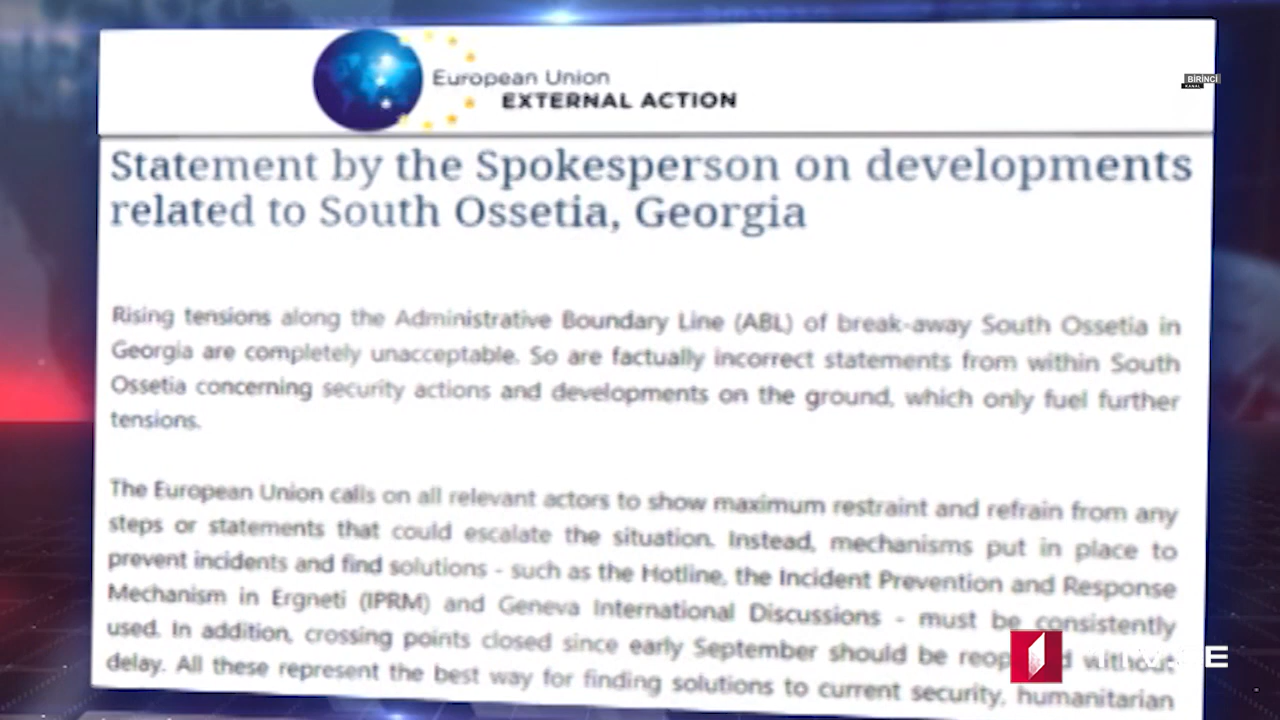 European Union
EXTERNAL ACTION
BİRİNCİ
KANAL
Statement by the Spokesperson on developments
related to South Ossetia, Georgia
Rising tensions along the Administrative Boundary Line (ABL) of break-away South Ossetia in
Georgia are completely unacceptable. So are factually incorrect statements from within South
Ossetia concerning security actions and developments on the ground, which only fuel further
tensions.
The European Union calls on all relevant actors to show maximum restraint and refrain from any
steps or statements that could escalate the situation. Instead, mechanisms put in place to
prevent incidents and find solutions - such as the Hotline, the Incident Prevention and Response
Mechanism in Ergneti (IPRM) and Geneva International Discussions - must be consistently
used. In addition, crossing points closed since early September should be without
delay. All these represent the best way for finding solutions to current security, humanitarian